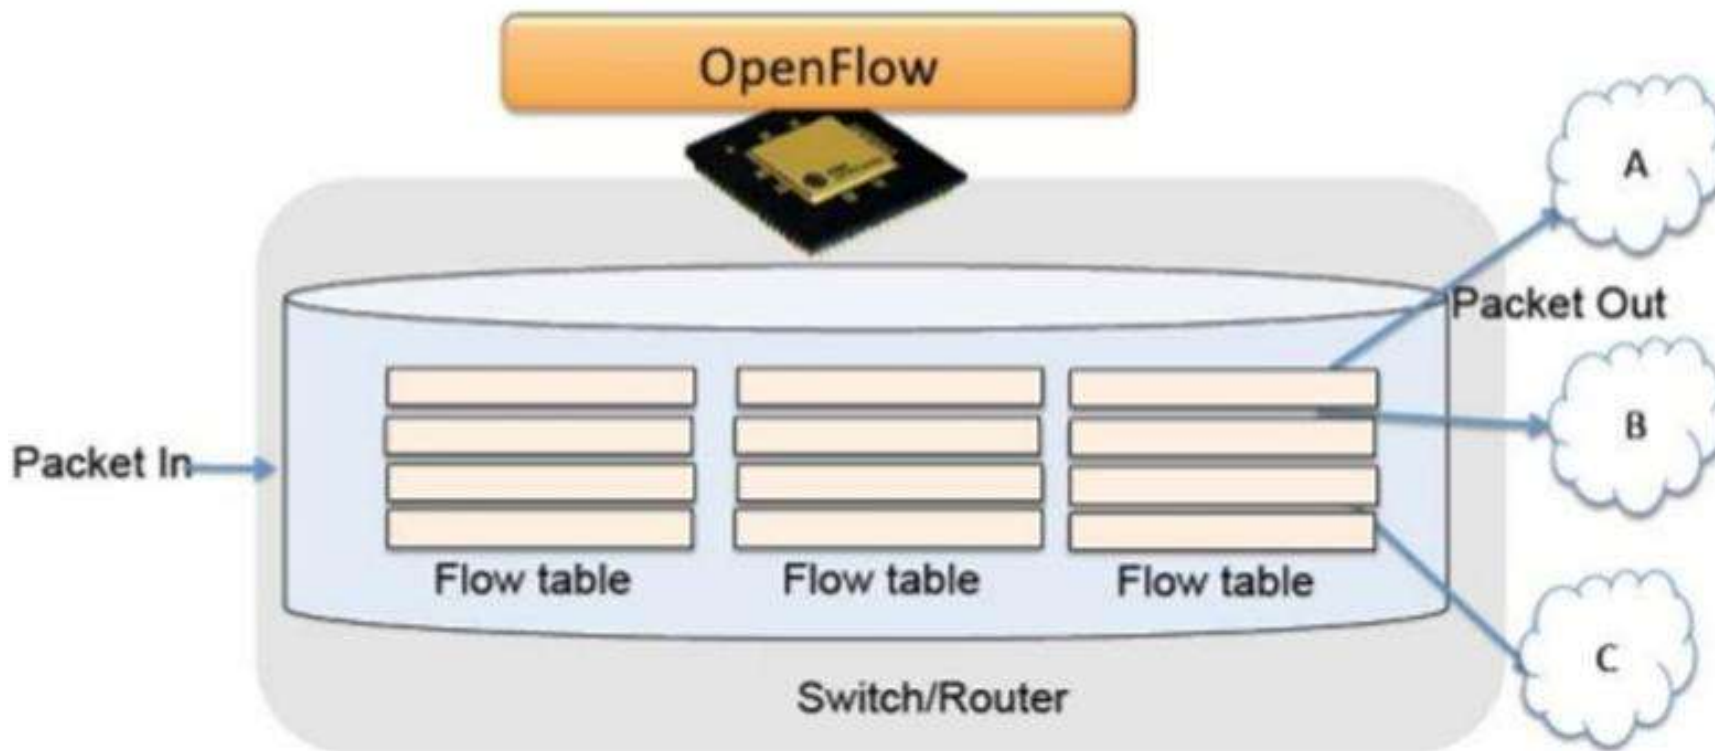 OpenFlow
A
Packet Out
B
Packet In
Flow table
Flow table
Flow table
C
Switch/Router